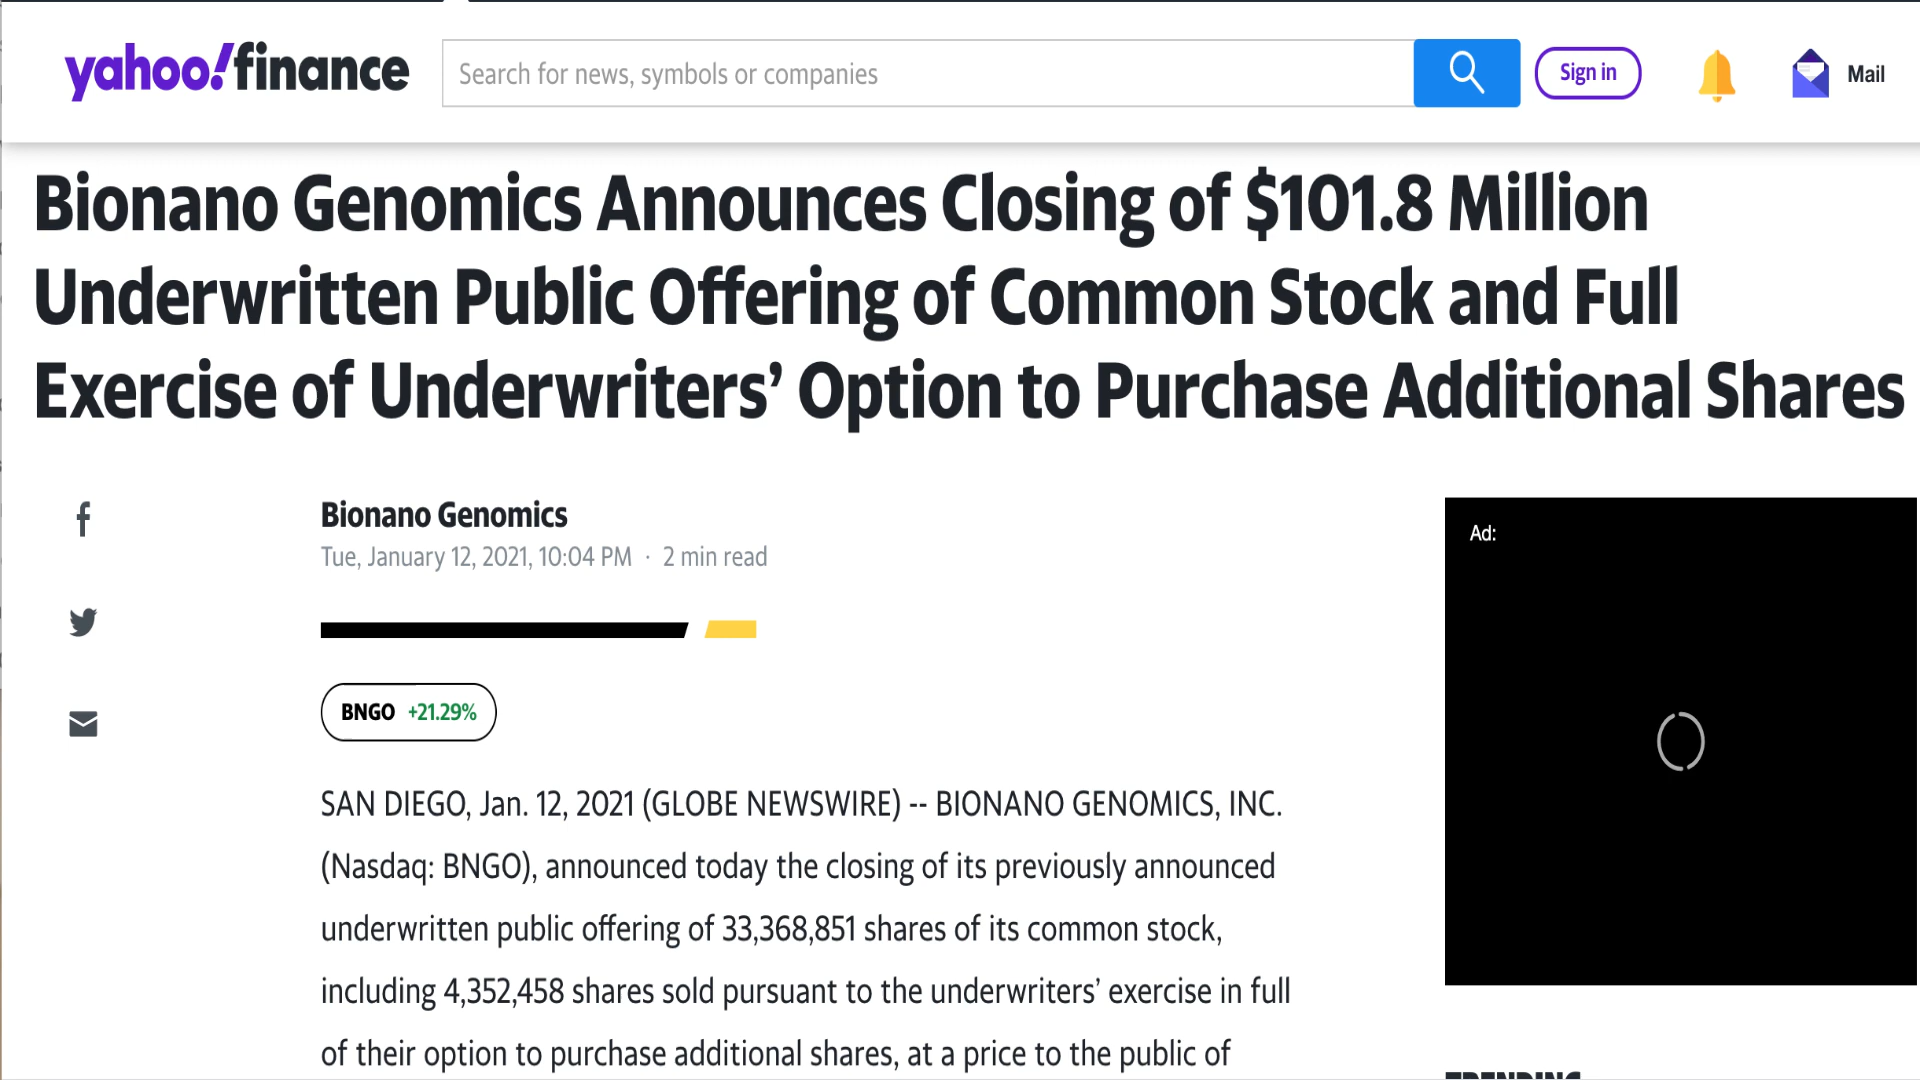 yahoo!finance
Search for news, symbols or companies
Sign in
Mail
Bionano Genomics Announces Closing of $101.8 Million
Underwritten Public Offering of Common Stock and Full
Exercise of Underwriters’ Option to Purchase Additional Shares
Bionano Genomics
Tue, January 12, 2021, 10:04 PM · 2 min read
Ad:
BNGO +21.29%
SAN DIEGO, Jan. 12, 2021 (GLOBE NEWSWIRE) -- BIONANO GENOMICS, INC.
(Nasdaq: BNGO), announced today the closing of its previously announced
underwritten public offering of 33,368,851 shares of its common stock,
including 4,352,458 shares sold pursuant to the underwriters’ exercise in full
of their option to purchase additional shares, at a price to the public of
TRENDING